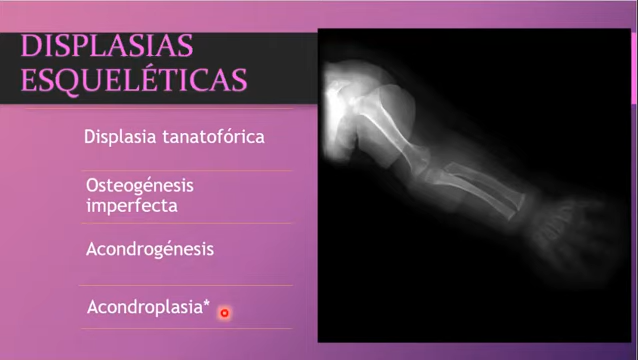 DISPLASIAS
ESQUELÉTICAS
Displasia tanatofórica
Osteogénesis
imperfecta
Acondrogénesis
Acondroplasia*